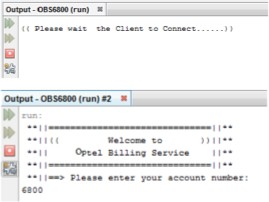 Output - OBS6800 (run)
(( Please wait the Client to Connect......))
Output - OBS6800 (run) #2
run:
**||==================================||**
**||(( Welcome to ))||**
**|| Optel Billing Service ||**
**||==================================||**
**||==> Please enter your account number:
6800